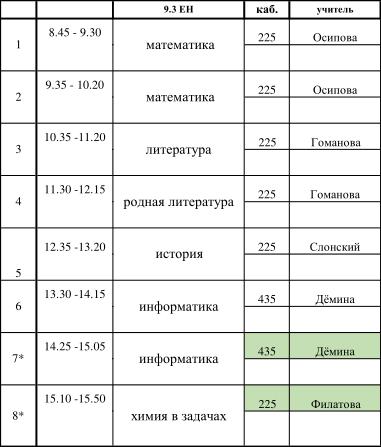 9.3 ЕН каб. учитель
1 8.45 - 9.30 математика 225 Осипова
2 9.35 - 10.20 математика 225 Осипова
3 10.35 -11.20 литература 225 Гоманова
4 11.30 -12.15 родная литература 225 Гоманова
5 12.35 -13.20 история 225 Слонский
6 13.30 -14.15 информатика 435 Дёмина
7* 14.25 -15.05 информатика 435 Дёмина
8* 15.10 -15.50 химия в задачах 225 Филатова